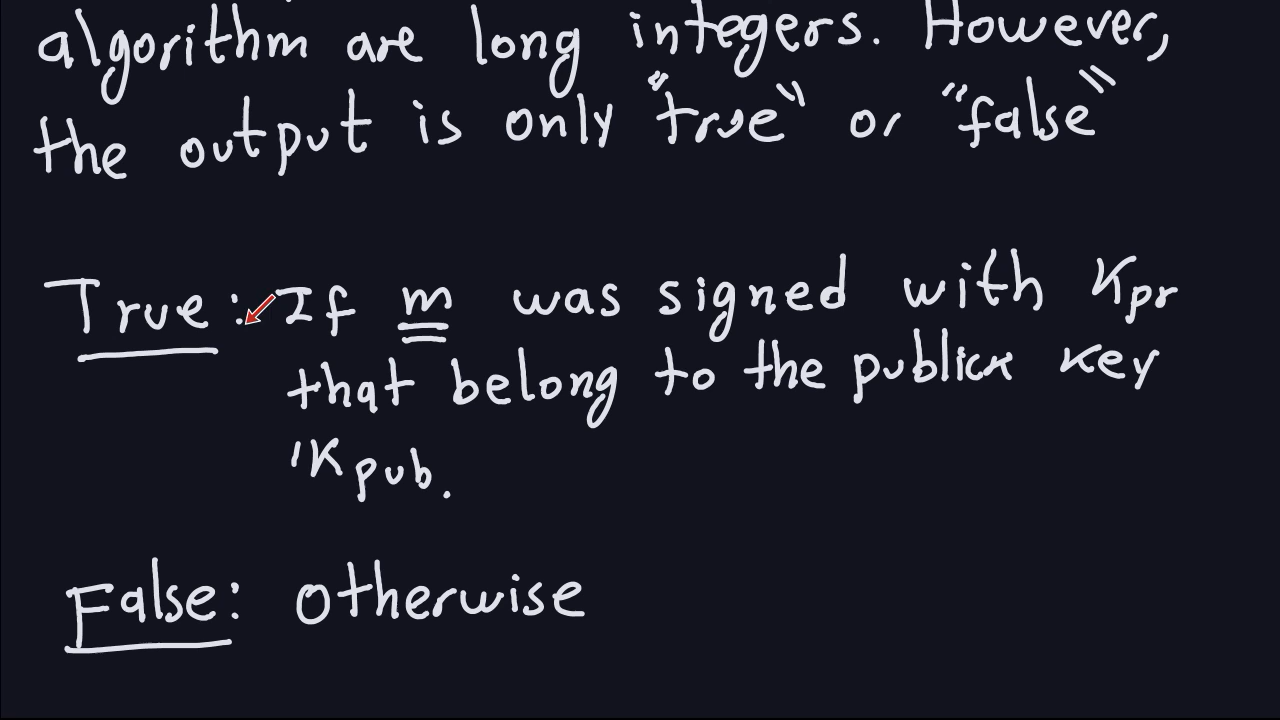 algorithm are long integers. However,
the output is only "true" or "false"
True: If m was signed with Kpr
that belong to the publick key
'Kpub.
False: otherwise